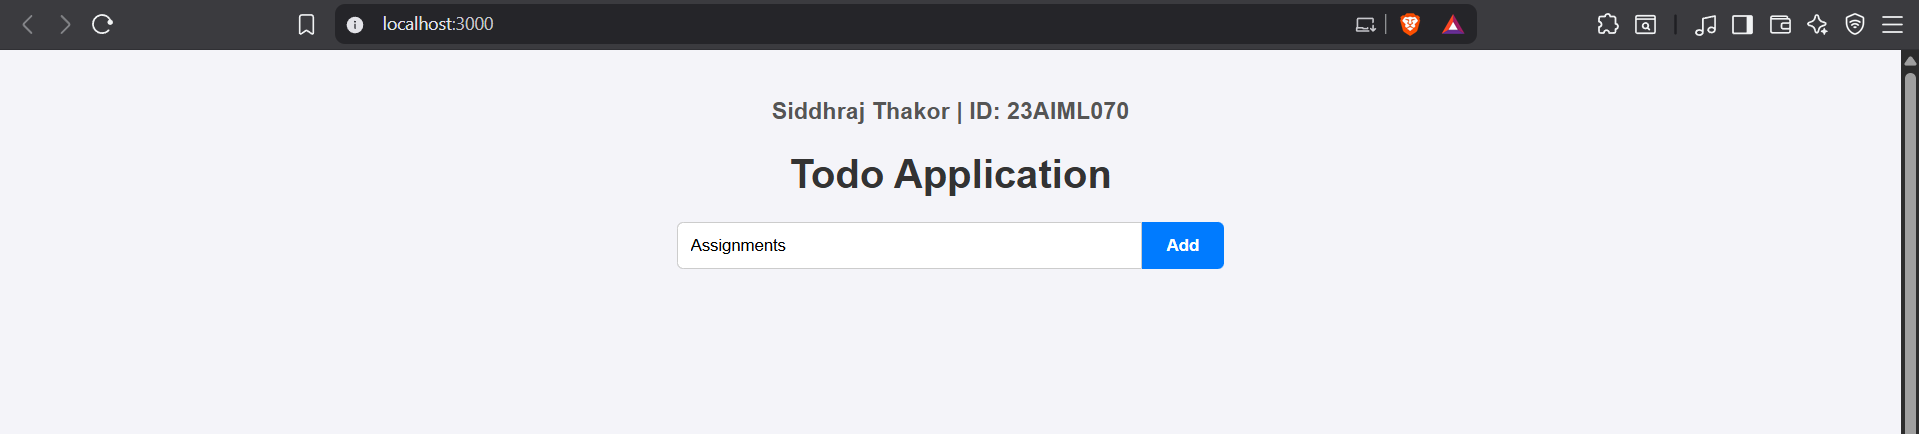 localhost:3000
Siddhraj Thakor | ID: 23AIML070
Todo Application
Assignments
Add